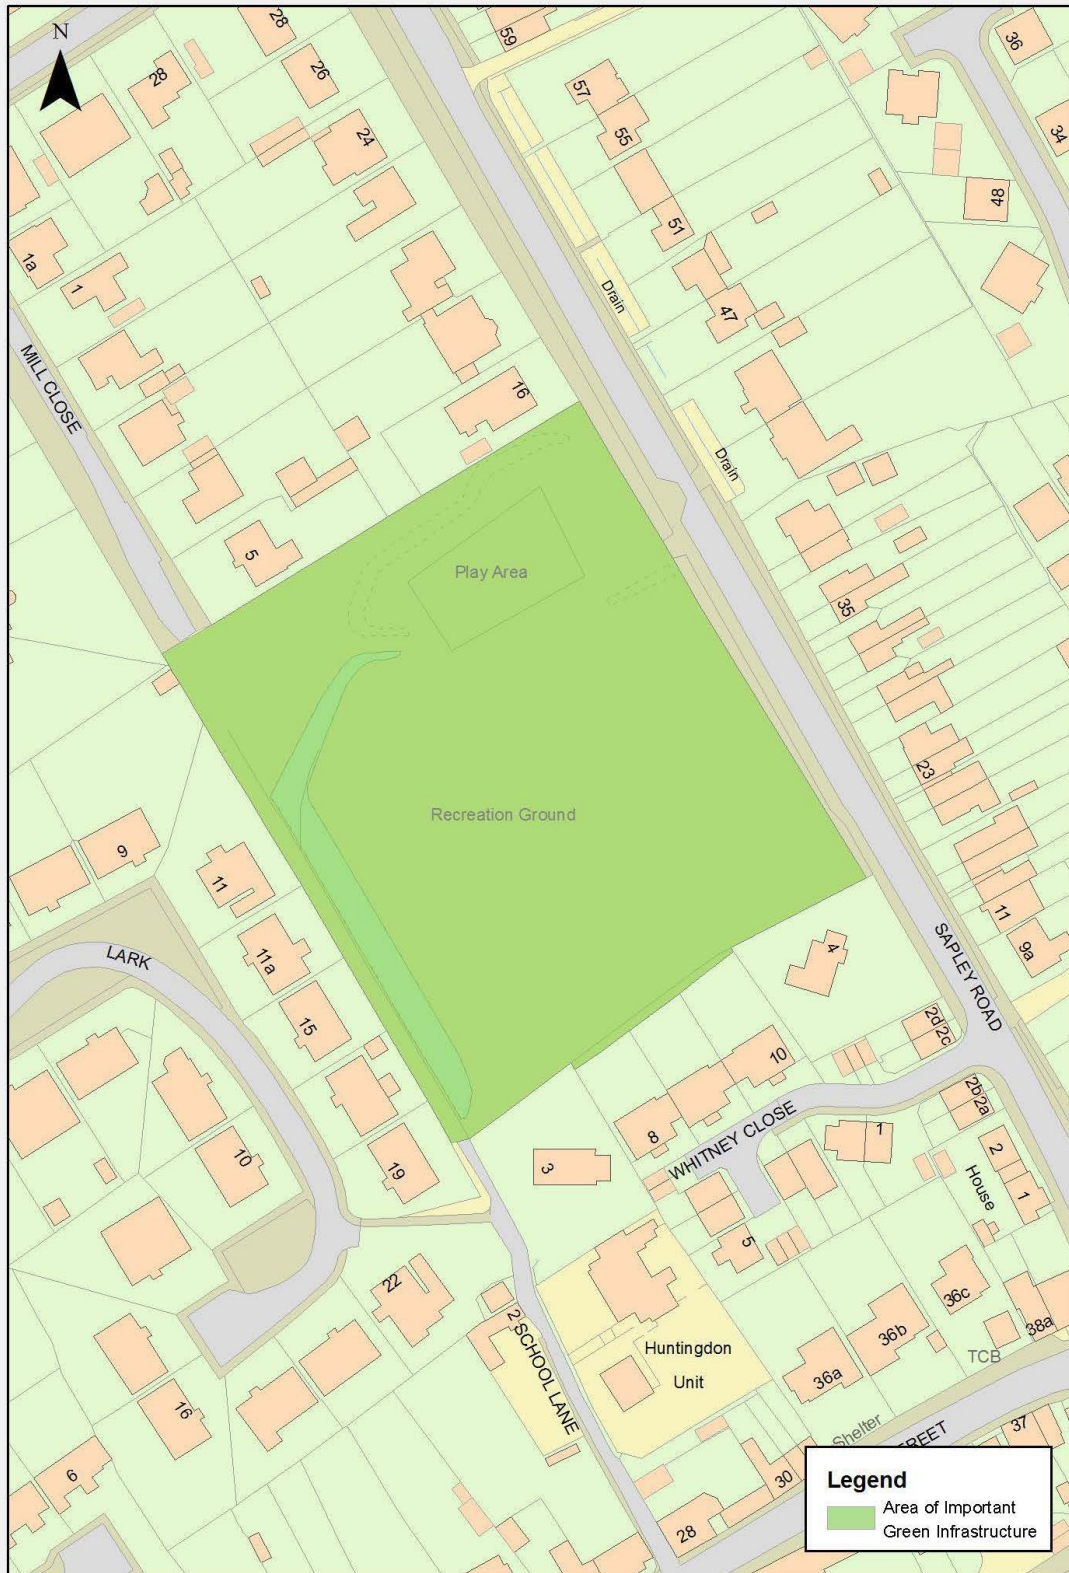 N
28
59
36
28
26
57
24
55
34
48
51
1a
1
Drain
47
MILL CLOSE
16
Drain
5
Play Area
35
23
Recreation Ground
9
11
11
4
SAPLEY ROAD
9a
LARK
11a
15
2d
2c
10
2b
2a
8
WHITNEY CLOSE
1
2
10
3
19
House
1
5
22
36c
2
SCHOOL LANE
36b
38a
Huntingdon
Unit
TCB
36a
16
Shelter
REET
37
6
30
28
Legend
Area of Important
Green Infrastructure